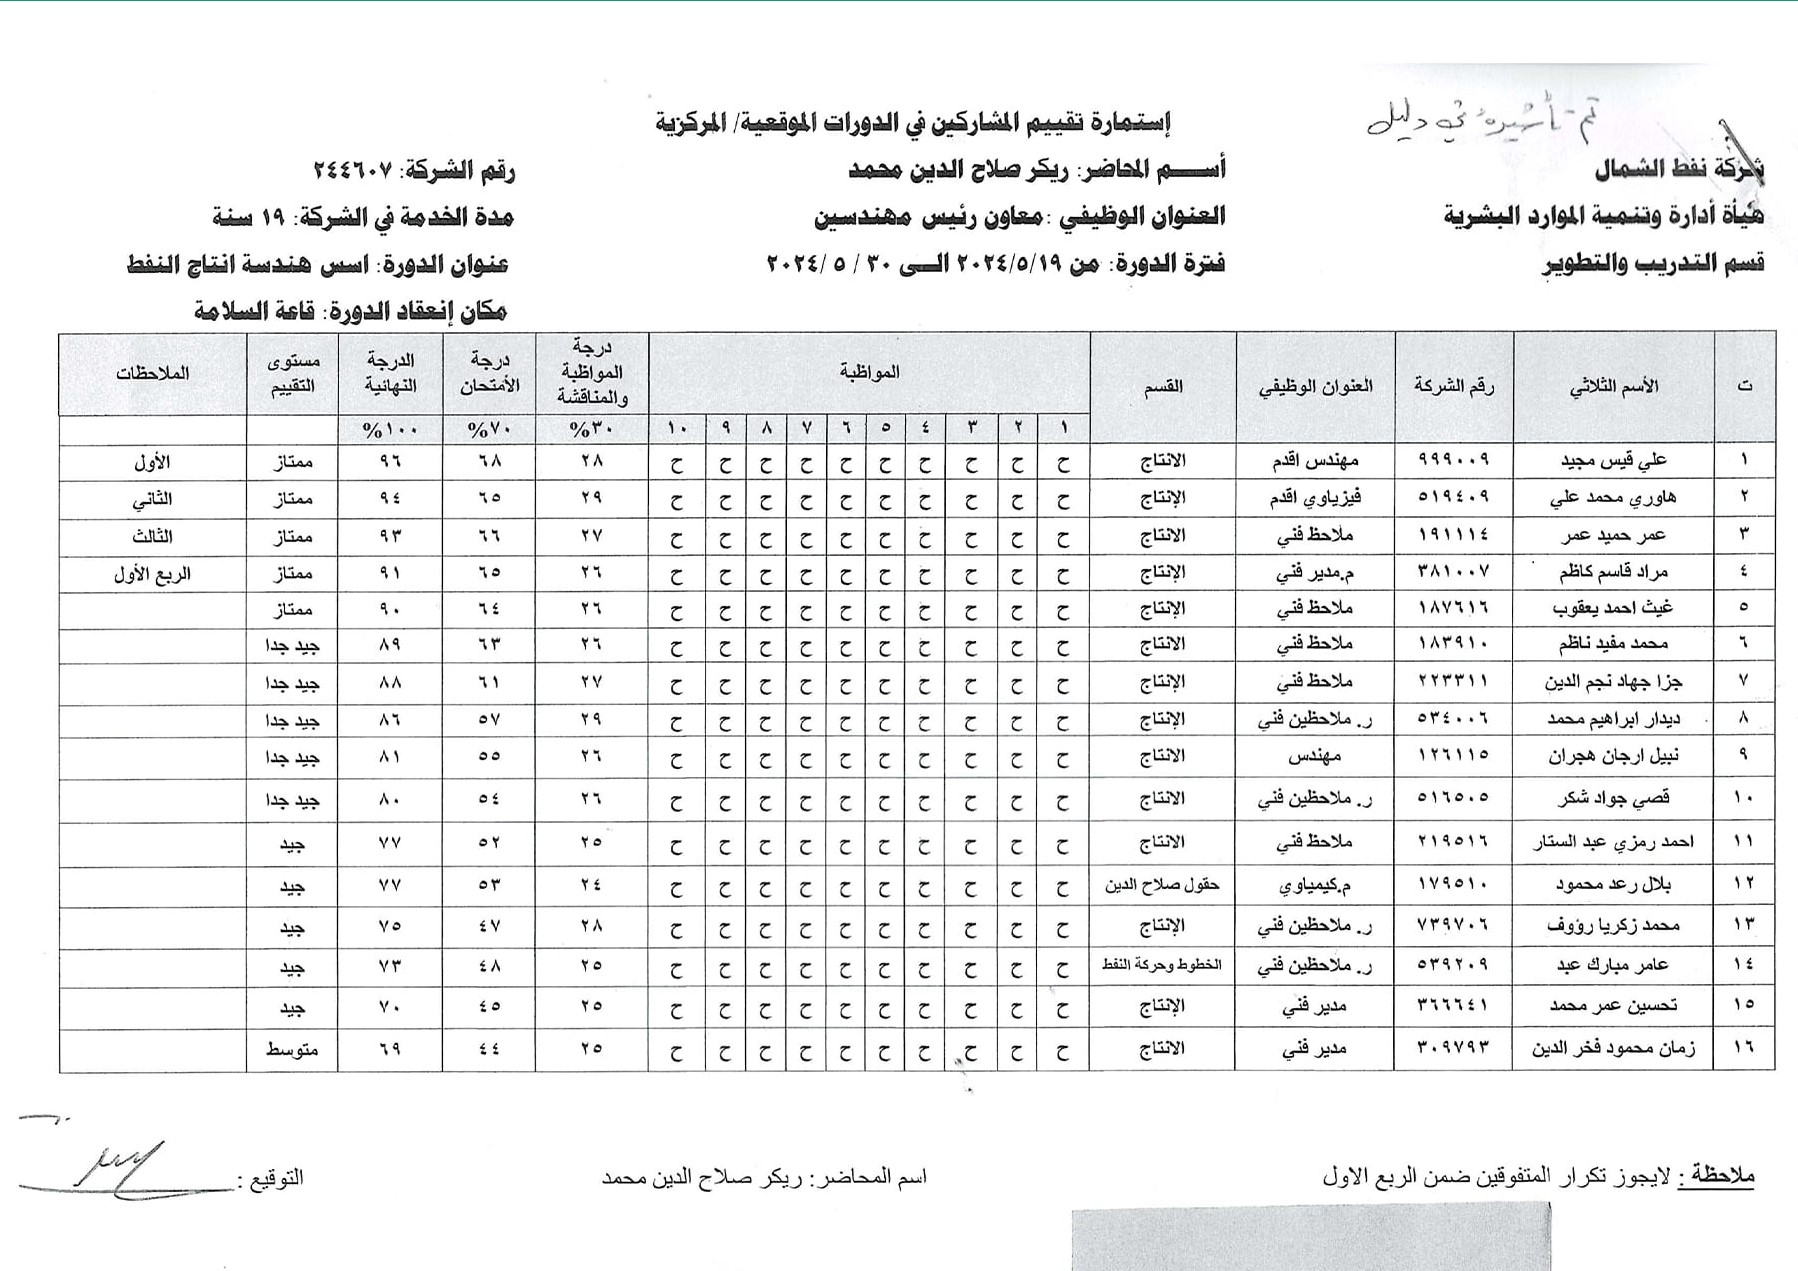 تم تأشيره في دليل
إستمارة تقييم المشاركين في الدورات الموقعية/ المركزية
شركة نفط الشمال أســـم المحاضر: ريكر صلاح الدين محمد رقم الشركة: ٢٤٤٦٠٧
هيأة أدارة وتنمية الموارد البشرية العنوان الوظيفي :معاون رئيس مهندسين مدة الخدمة في الشركة: ١٩ سنة
قسم التدريب والتطوير فترة الدورة: من ٢٠٢٤/٥/١٩ الـــى ٣٠ / ٥ /٢٠٢٤ عنوان الدورة: اسس هندسة انتاج النفط
مكان إنعقاد الدورة: قاعة السلامة
ت الأسم الثلاثي رقم الشركة العنوان الوظيفي القسم المواظبة درجة المواظبة والمناقشة درجة الأمتحان الدرجة النهائية مستوى التقييم الملاحظات
١ ٢ ٣ ٤ ٥ ٦ ٧ ٨ ٩ ١٠ ٣٠% ٧٠% ١٠٠%
١ علي قيس مجيد ٩٩٩٠٠٩ مهندس اقدم الانتاج ح ح ح ح ح ح ح ح ح ح ٢٨ ٦٨ ٩٦ ممتاز الأول
٢ هاوري محمد علي ٥١٩٤٠٩ فيزياوي اقدم الإنتاج ح ح ح ح ح ح ح ح ح ح ٢٩ ٦٥ ٩٤ ممتاز الثاني
٣ عمر حميد عمر ١٩١١١٤ ملاحظ فني الانتاج ح ح ح ح ح ح ح ح ح ح ٢٧ ٦٦ ٩٣ ممتاز الثالث
٤ مراد قاسم كاظم ٣٨١٠٠٧ م.مدير فني الإنتاج ح ح ح ح ح ح ح ح ح ح ٢٦ ٦٥ ٩١ ممتاز الربع الأول
٥ غيث احمد يعقوب ١٨٧٦١٦ ملاحظ فني الإنتاج ح ح ح ح ح ح ح ح ح ح ٢٦ ٦٤ ٩٠ ممتاز
٦ محمد مفيد ناظم ١٨٣٩١٠ ملاحظ فني الانتاج ح ح ح ح ح ح ح ح ح ح ٢٦ ٦٣ ٨٩ جيد جدا
٧ جزا جهاد نجم الدين ٢٢٣٣١١ ملاحظ فني الإنتاج ح ح ح ح ح ح ح ح ح ح ٢٧ ٦١ ٨٨ جيد جدا
٨ ديدار ابراهيم محمد ٥٣٤٠٠٦ ر. ملاحظين فني الإنتاج ح ح ح ح ح ح ح ح ح ح ٢٩ ٥٧ ٨٦ جيد جدا
٩ نبيل ارجان هجران ١٢٦١١٥ مهندس الانتاج ح ح ح ح ح ح ح ح ح ح ٢٦ ٥٥ ٨١ جيد جدا
١٠ قصي جواد شكر ٥١٦٥٠٥ ر. ملاحظين فني الانتاج ح ح ح ح ح ح ح ح ح ح ٢٦ ٥٤ ٨٠ جيد جدا
١١ احمد رمزي عبد الستار ٢١٩٥١٦ ملاحظ فني الانتاج ح ح ح ح ح ح ح ح ح ح ٢٥ ٥٢ ٧٧ جيد
١٢ بلال رعد محمود ١٧٩٥١٠ م.كيمياوي حقول صلاح الدين ح ح ح ح ح ح ح ح ح ح ٢٤ ٥٣ ٧٧ جيد
١٣ محمد زكريا رؤوف ٧٣٩٧٠٦ ر. ملاحظين فني الإنتاج ح ح ح ح ح ح ح ح ح ح ٢٨ ٤٧ ٧٥ جيد
١٤ عامر مبارك عبد ٥٣٩٢٠٩ ر. ملاحظين فني الخطوط وحركة النفط ح ح ح ح ح ح ح ح ح ح ٢٥ ٤٨ ٧٣ جيد
١٥ تحسين عمر محمد ٣٦٦٦٤١ مدير فني الإنتاج ح ح ح ح ح ح ح ح ح ح ٢٥ ٤٥ ٧٠ جيد
١٦ زمان محمود فخر الدين ٣٠٩٧٩٣ مدير فني الانتاج ح ح ح ح ح ح ح ح ح ح ٢٥ ٤٤ ٦٩ متوسط
ملاحظة : لايجوز تكرار المتفوقين ضمن الربع الاول اسم المحاضر: ريكر صلاح الدين محمد التوقيع :